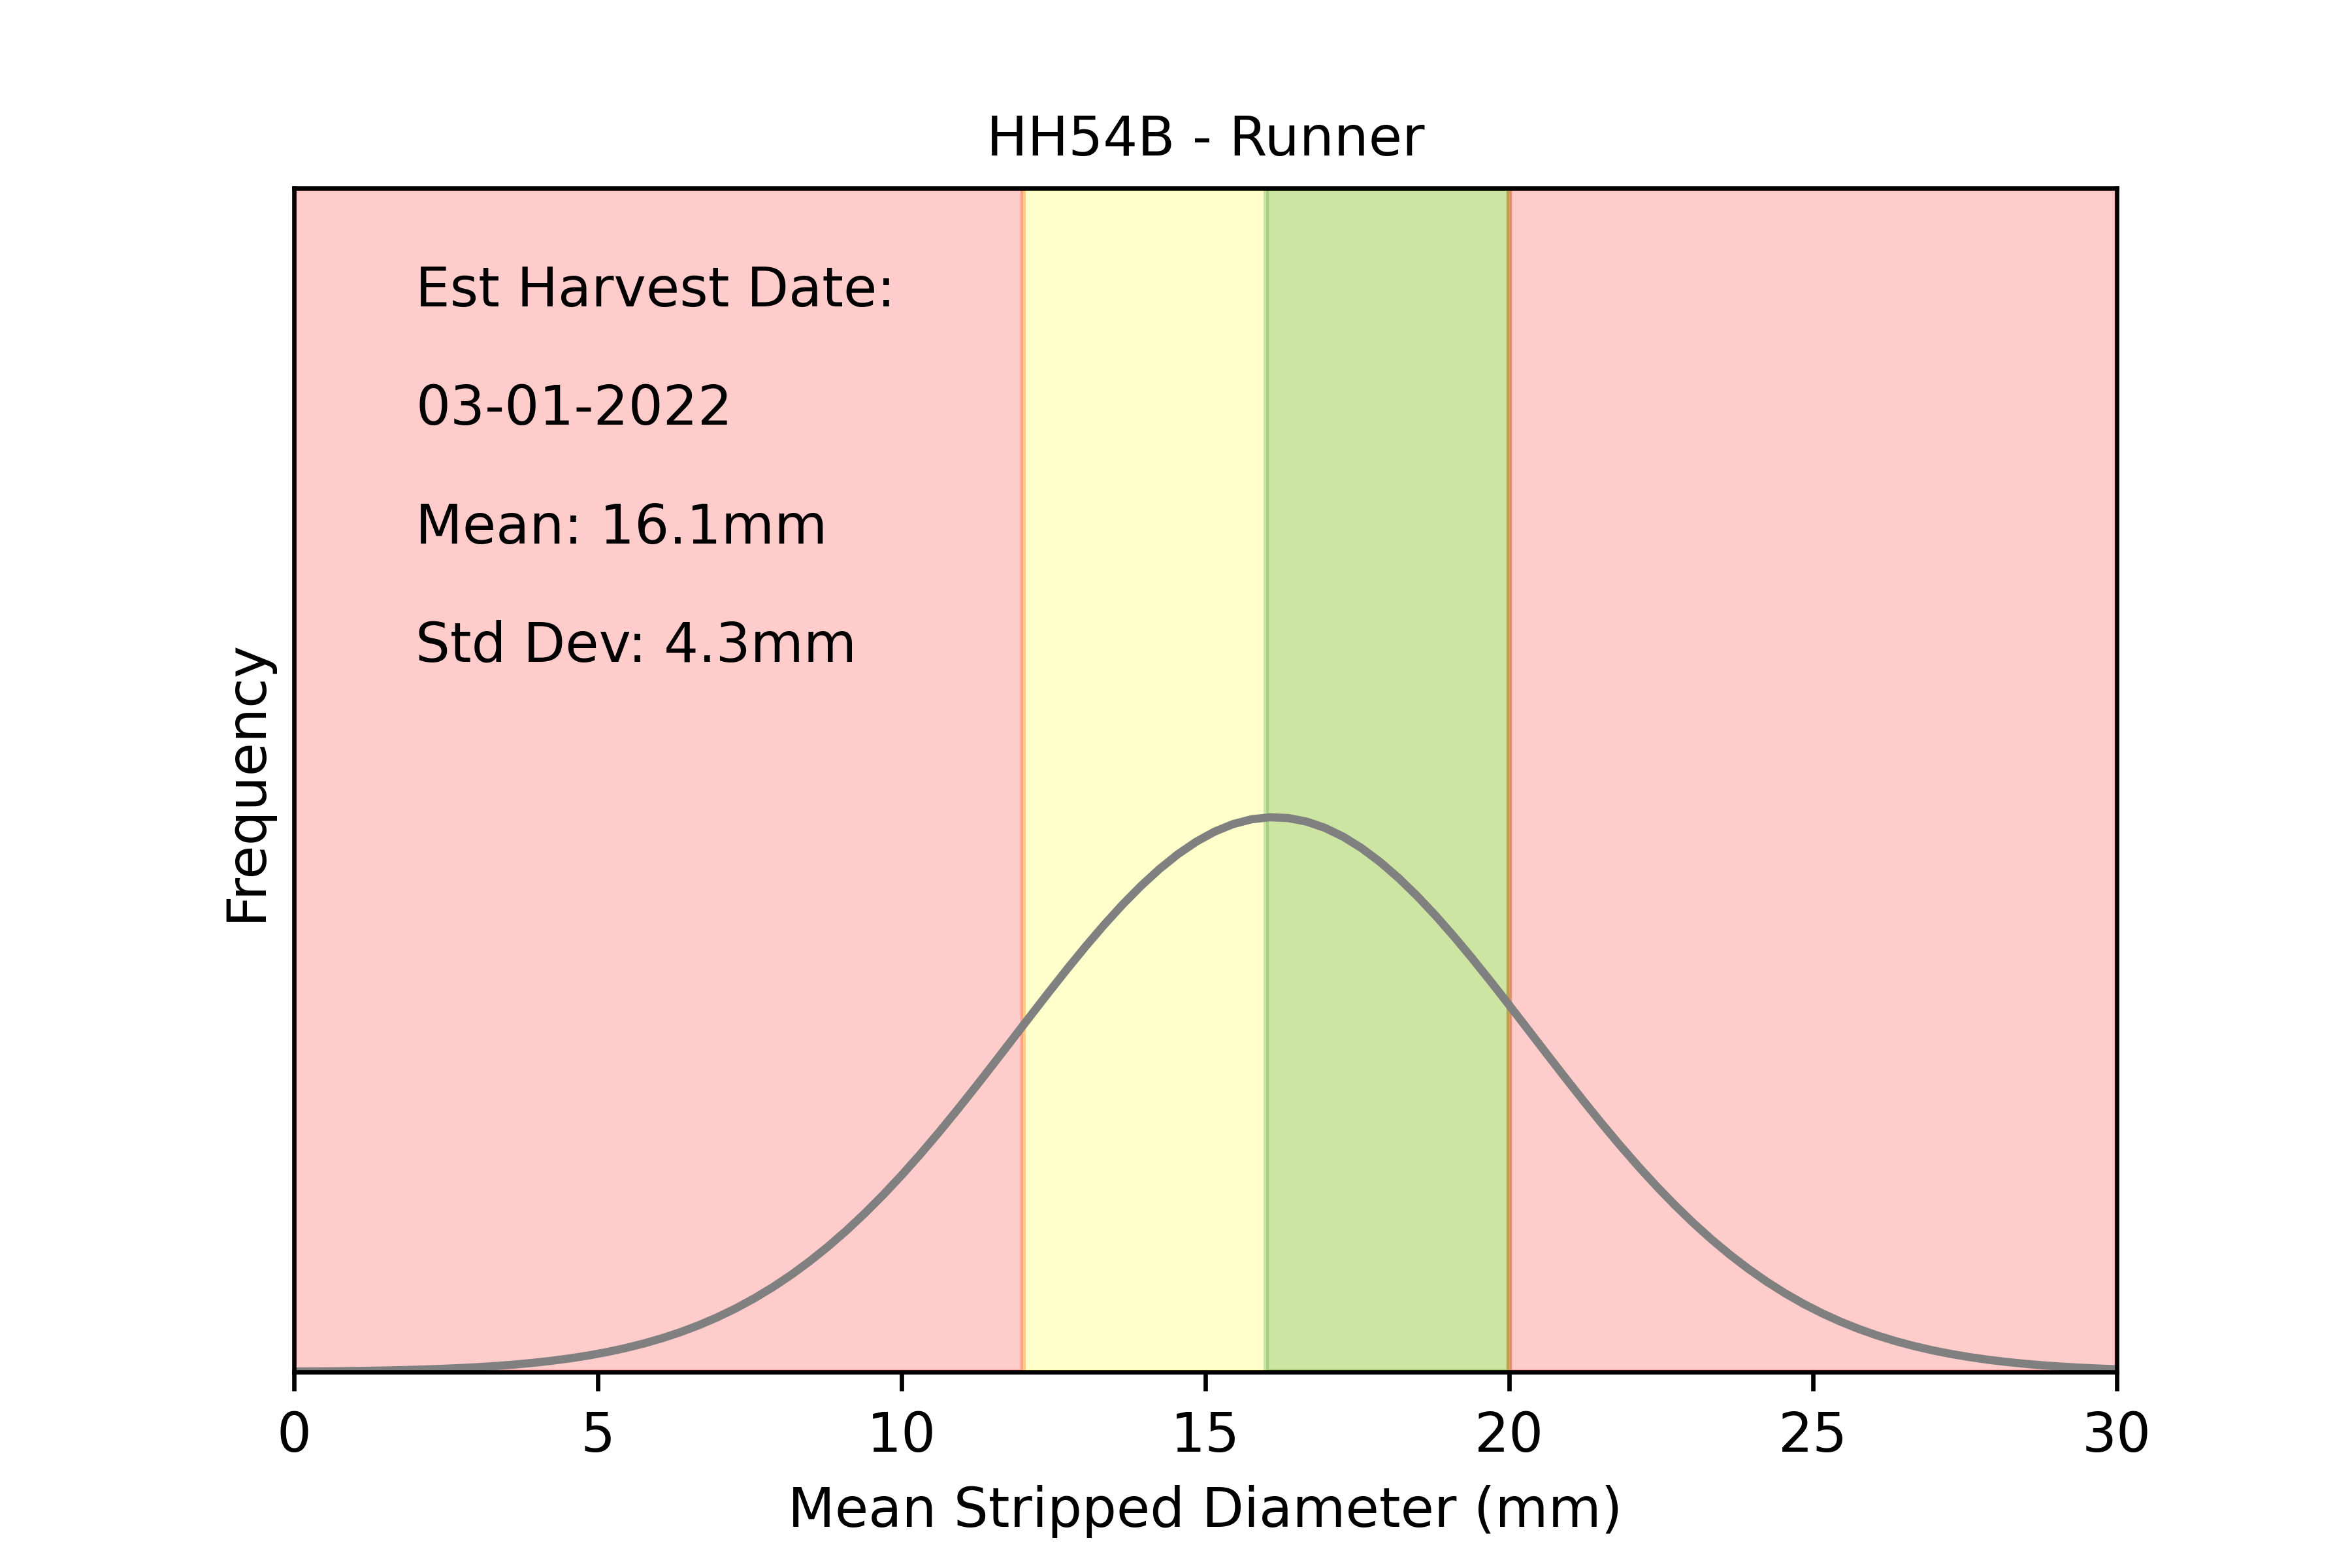 HH54B - Runner
Est Harvest Date:
03-01-2022
Mean: 16.1mm
Std Dev: 4.3mm
Frequency
0 5 10 15 20 25 30
Mean Stripped Diameter (mm)